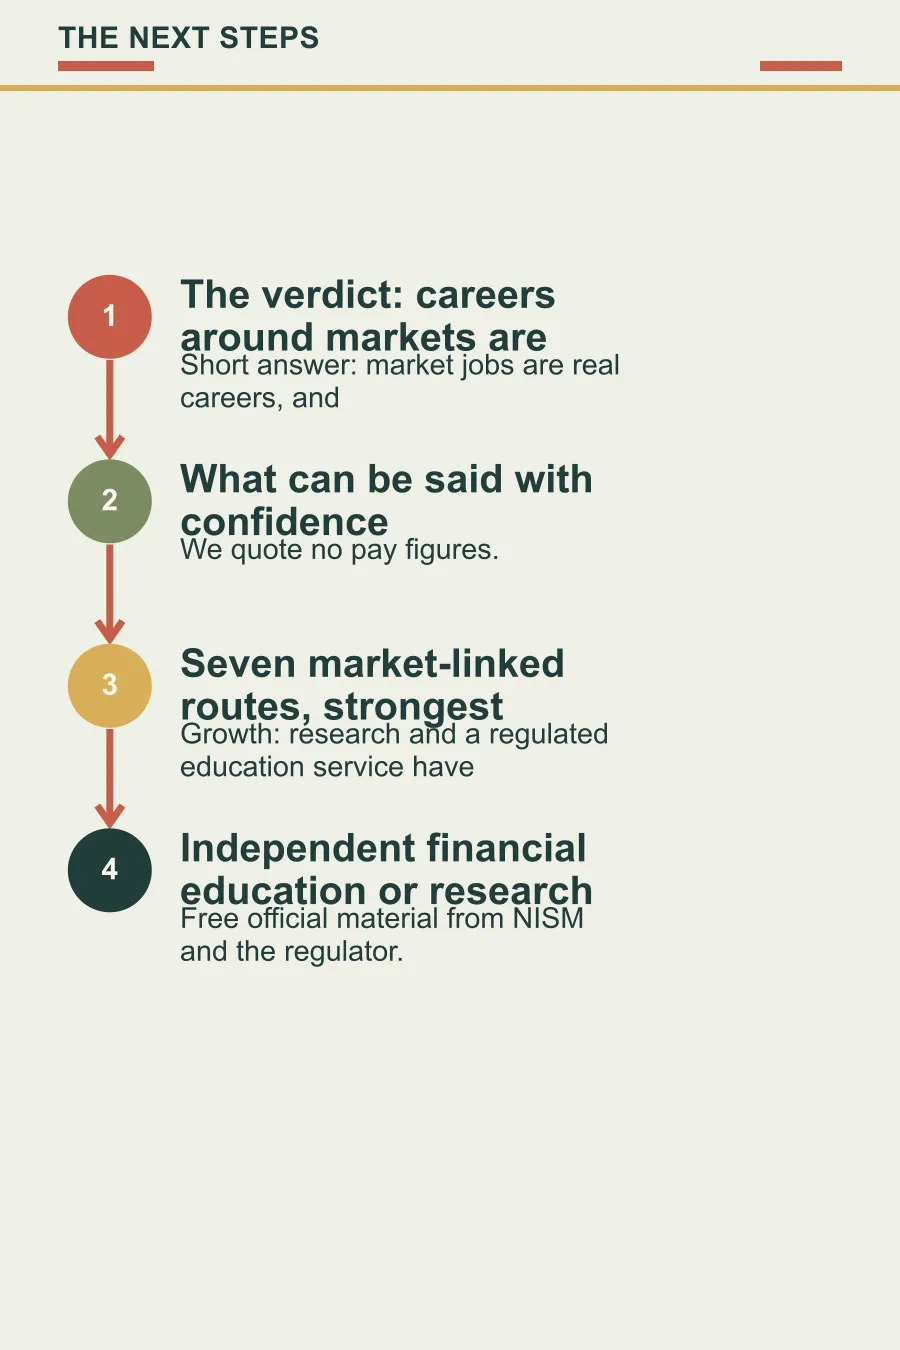 THE NEXT STEPS
1
The verdict: careers
around markets are
Short answer: market jobs are real
careers, and
2
What can be said with
confidence
We quote no pay figures.
3
Seven market-linked
routes, strongest
Growth: research and a regulated
education service have
4
Independent financial
education or research
Free official material from NISM
and the regulator.